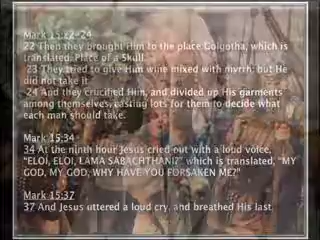 Mark 15:22-24
22 Then they brought Him to the place Golgotha, which is
translated, Place of a Skull.
23 They tried to give Him wine mixed with myrrh; but He
did not take it.
24 And they crucified Him, and divided up His garments
among themselves, casting lots for them to decide what
each man should take.
Mark 15:34
34 At the ninth hour Jesus cried out with a loud voice,
"ELOI, ELOI, LAMA SABACHTHANI?" which is translated, "MY
GOD, MY GOD, WHY HAVE YOU FORSAKEN ME?"
Mark 15:37
37 And Jesus uttered a loud cry, and breathed His last.